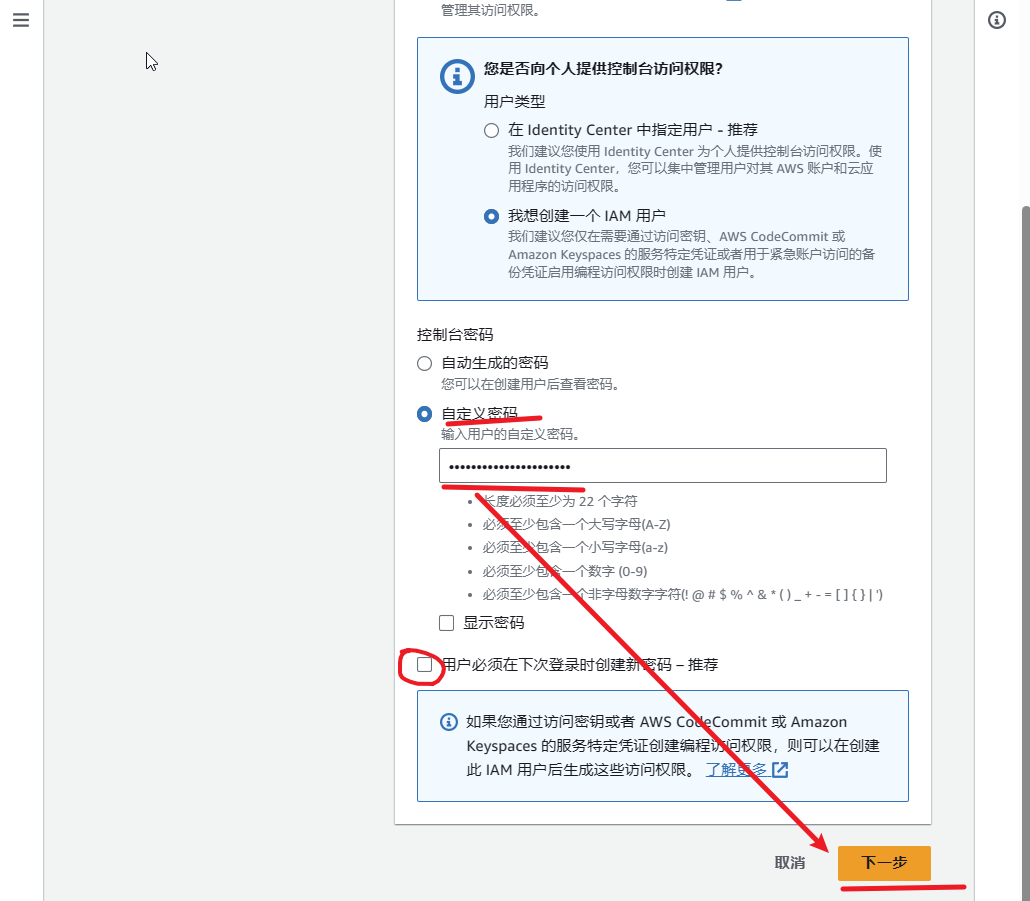 管理其访问权限。
您是否向个人提供控制台访问权限?
用户类型
在 Identity Center 中指定用户 - 推荐
我们建议您使用 Identity Center 为个人提供控制台访问权限。使
用 Identity Center，您可以集中管理用户对其 AWS 账户和云应
用程序的访问权限。
我想创建一个 IAM 用户
我们建议您仅在需要通过访问密钥、AWS CodeCommit 或
Amazon Keyspaces 的服务特定凭证或者用于紧急账户访问的备
份凭证启用编程访问权限时创建 IAM 用户。
控制台密码
自动生成的密码
您可以在创建用户后查看密码。
自定义密码
输入用户的自定义密码。
••••••••••••••••••••••
• 长度必须至少为 22 个字符
• 必须至少包含一个大写字母(A-Z)
• 必须至少包含一个小写字母(a-z)
• 必须至少包含一个数字 (0-9)
• 必须至少包含一个非字母数字字符(! @ # $ % ^ & * ( ) _ + - = [ ] { } | ')
显示密码
用户必须在下次登录时创建新密码 – 推荐
如果您通过访问密钥或者 AWS CodeCommit 或 Amazon
Keyspaces 的服务特定凭证创建编程访问权限，则可以在创建
此 IAM 用户后生成这些访问权限。 了解更多
取消 下一步